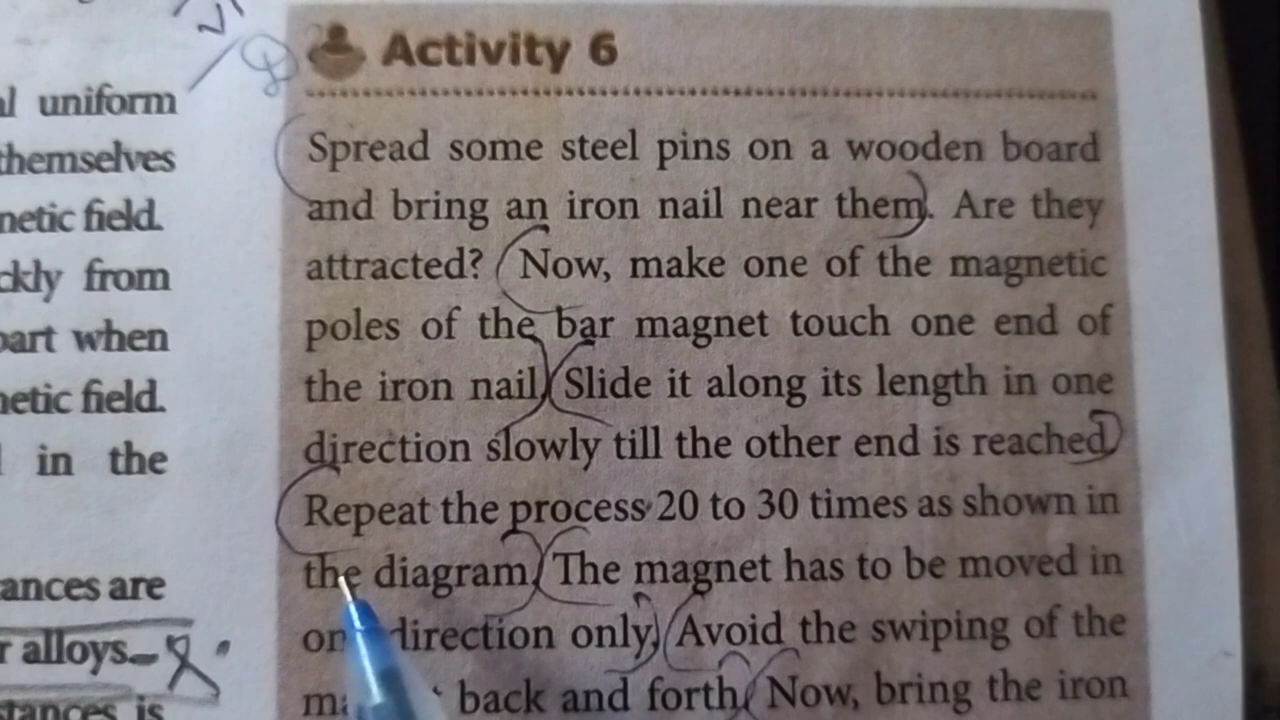 Activity 6
Spread some steel pins on a wooden board
and bring an iron nail near them. Are they
attracted? Now, make one of the magnetic
poles of the bar magnet touch one end of
the iron nail. Slide it along its length in one
direction slowly till the other end is reached.
Repeat the process 20 to 30 times as shown in
the diagram. The magnet has to be moved in
direction only. Avoid the swiping of the
back and forth. Now, bring the iron
uniform
themselves
netic field.
ckly from
part when
netic field.
in the
ances are
r alloys.
stances is